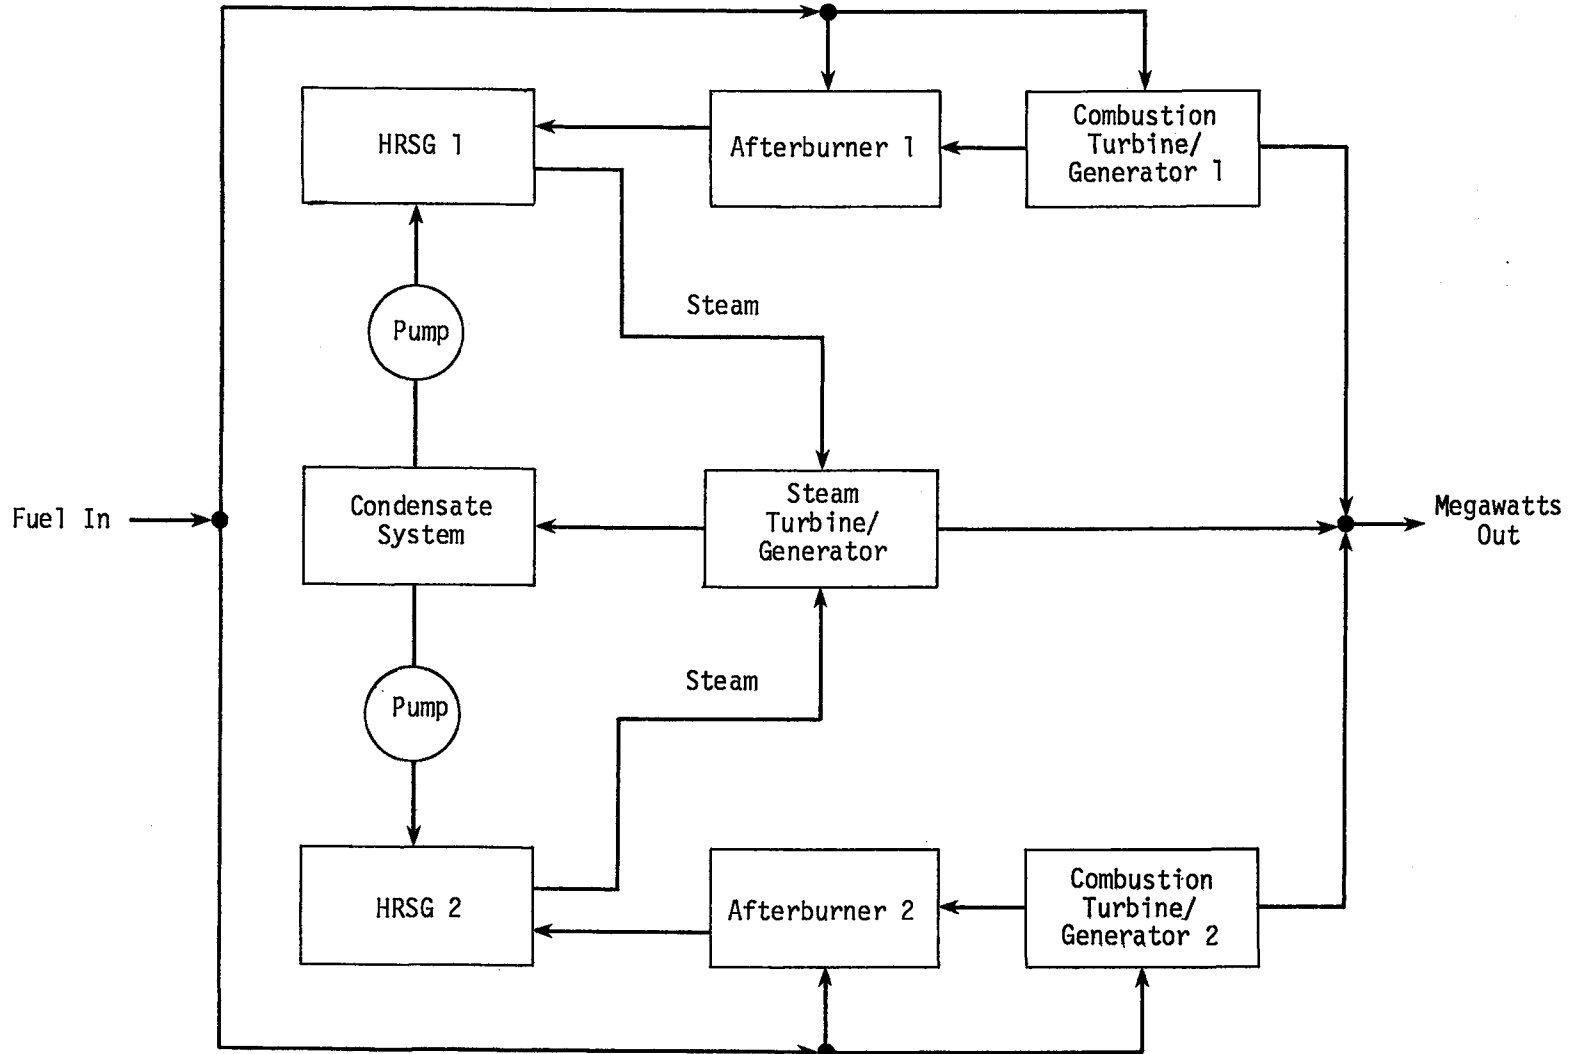 HRSG 1
Afterburner 1
Combustion
Turbine/
Generator 1
Pump
Steam
Fuel In
Condensate
System
Steam
Turbine/
Generator
Megawatts
Out
Pump
Steam
HRSG 2
Afterburner 2
Combustion
Turbine/
Generator 2